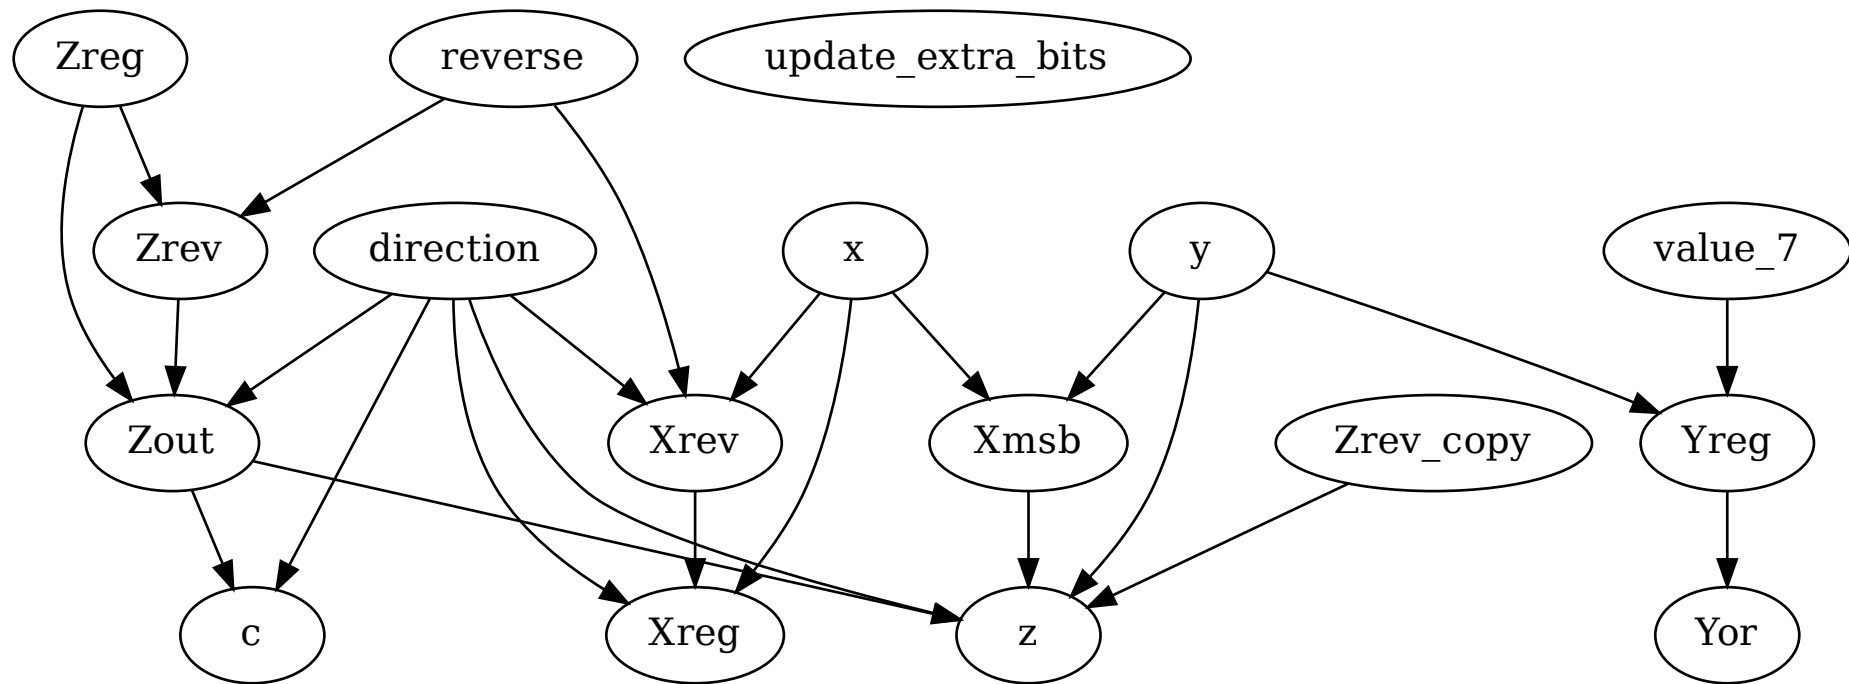 Zreg reverse update_extra_bits
Zrev direction x y value_7
Zout Xrev Xmsb Zrev_copy Yreg
c Xreg z Yor